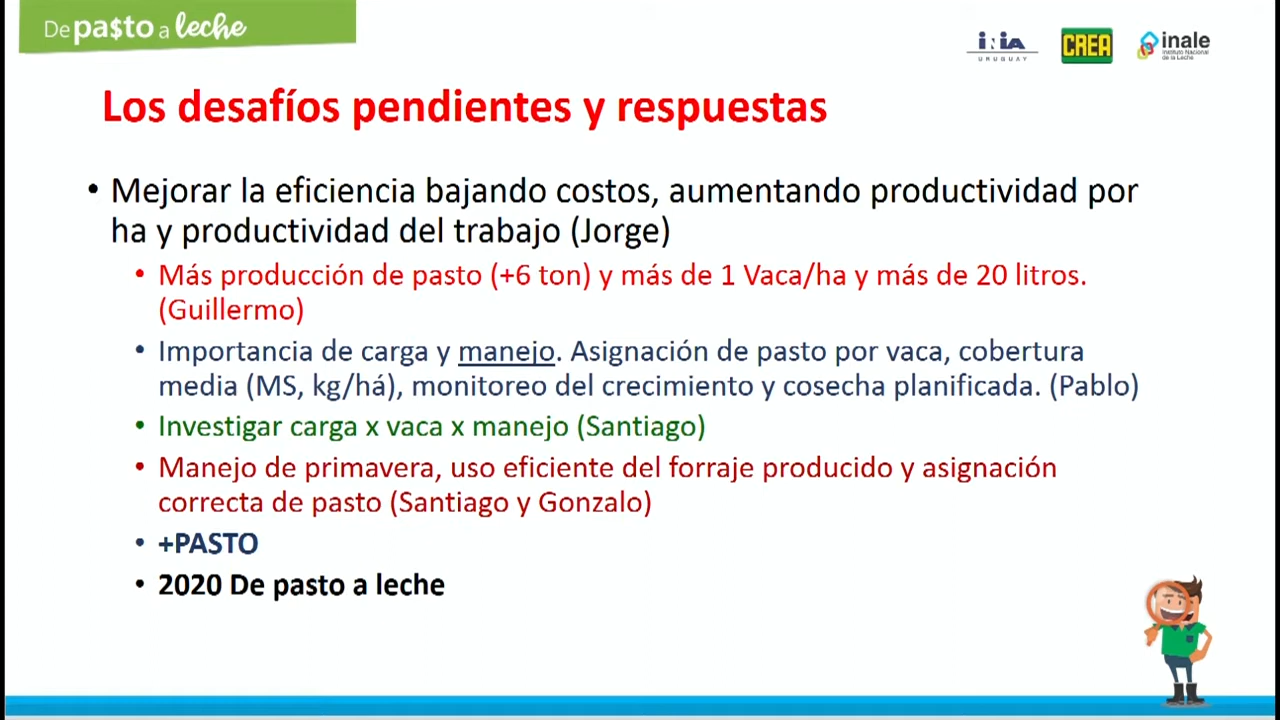 De pa$to a leche
inia
URUGUAY
CREA
inale
Instituto Nacional
de la Leche
Los desafíos pendientes y respuestas
• Mejorar la eficiencia bajando costos, aumentando productividad por
ha y productividad del trabajo (Jorge)
• Más producción de pasto (+6 ton) y más de 1 Vaca/ha y más de 20 litros.
(Guillermo)
• Importancia de carga y manejo. Asignación de pasto por vaca, cobertura
media (MS, kg/há), monitoreo del crecimiento y cosecha planificada. (Pablo)
• Investigar carga x vaca x manejo (Santiago)
• Manejo de primavera, uso eficiente del forraje producido y asignación
correcta de pasto (Santiago y Gonzalo)
• +PASTO
• 2020 De pasto a leche